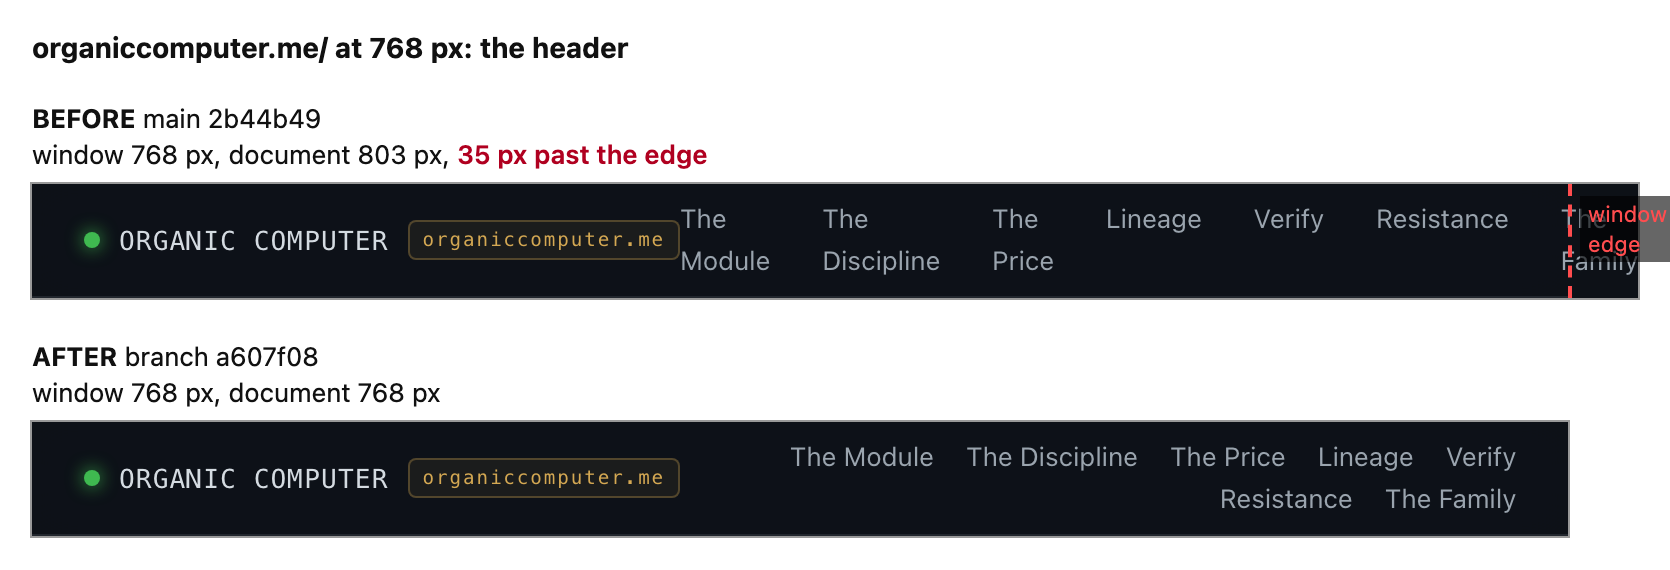 organiccomputer.me/ at 768 px: the header
BEFORE main 2b44b49
window 768 px, document 803 px, 35 px past the edge
ORGANIC COMPUTER organiccomputer.me The Module The Discipline The Price Lineage Verify Resistance The Family
window edge
AFTER branch a607f08
window 768 px, document 768 px
ORGANIC COMPUTER organiccomputer.me The Module The Discipline The Price Lineage Verify
Resistance The Family